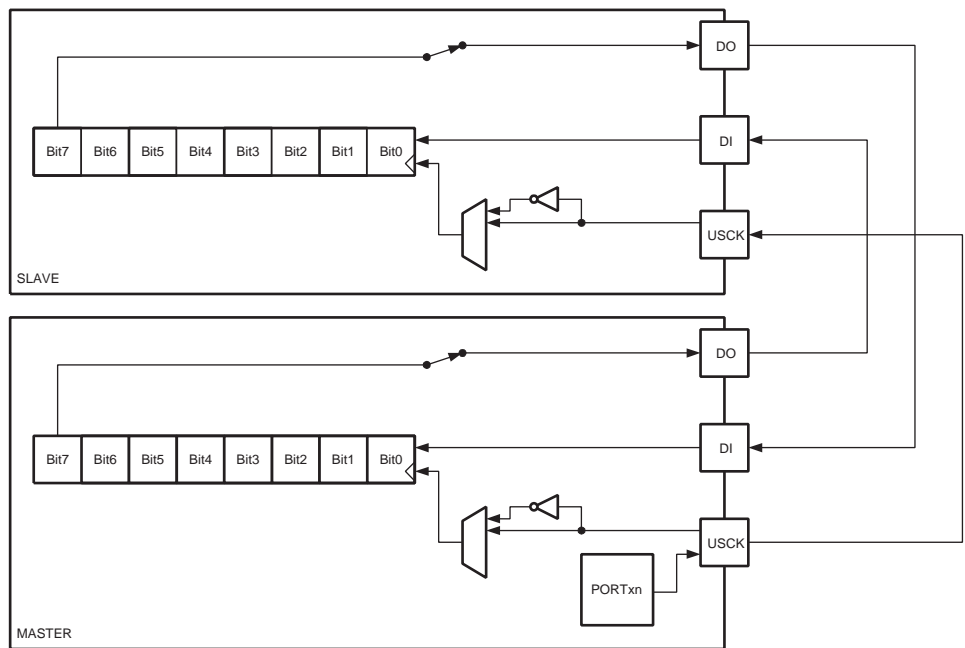 DO
Bit7 Bit6 Bit5 Bit4 Bit3 Bit2 Bit1 Bit0
DI
USCK
SLAVE
DO
Bit7 Bit6 Bit5 Bit4 Bit3 Bit2 Bit1 Bit0
DI
USCK
PORTxn
MASTER